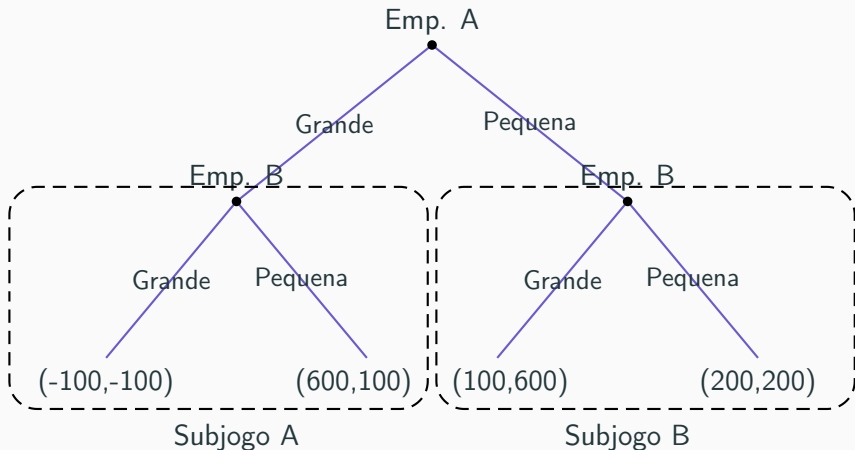 Emp. A
Grande
Pequena
Emp. B
Emp. B
Grande
Pequena
Grande
Pequena
(-100,-100)
(600,100)
(100,600)
(200,200)
Subjogo A
Subjogo B